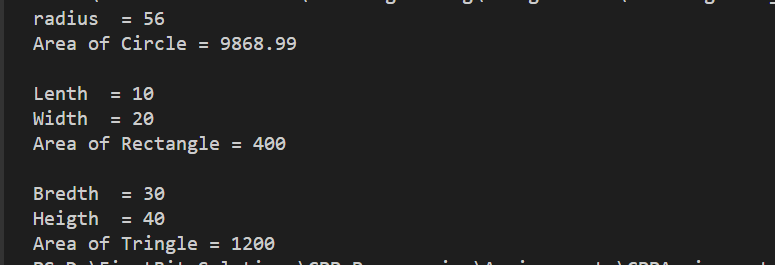 radius  = 56
Area of Circle = 9868.99
Lenth  = 10
Width  = 20
Area of Rectangle = 400
Bredth  = 30
Heigth  = 40
Area of Tringle = 1200